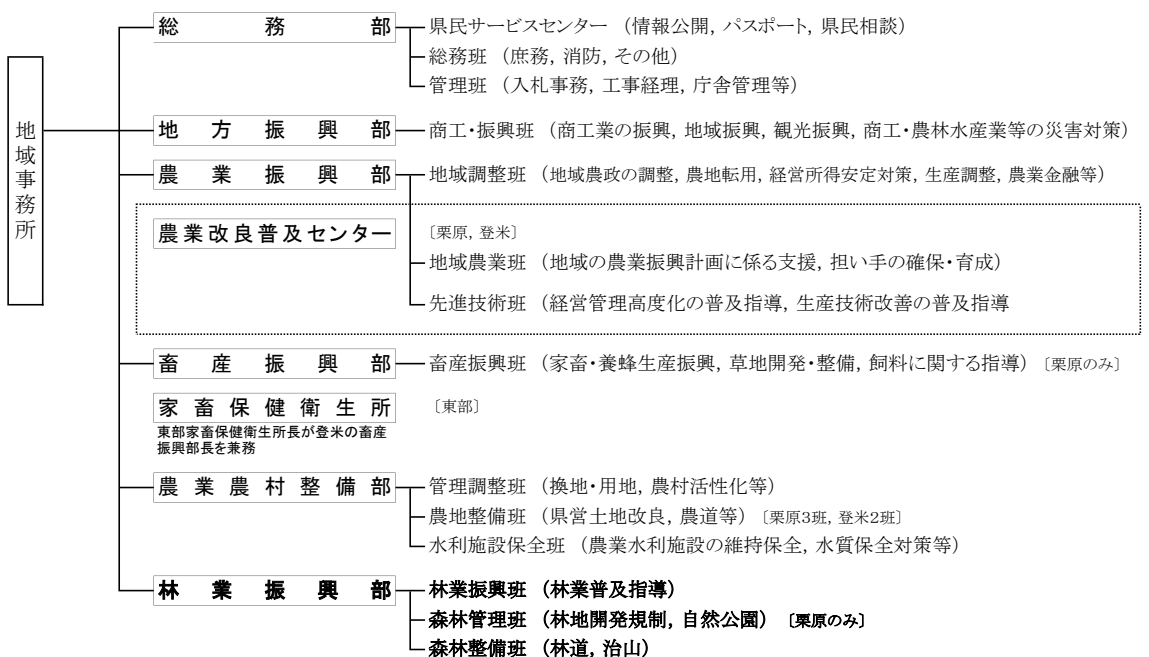 地域事務所
総務部
県民サービスセンター （情報公開, パスポート, 県民相談）
総務班 （庶務, 消防, その他）
管理班 （入札事務, 工事経理, 庁舎管理等）
地方振興部
商工・振興班 （商工業の振興, 地域振興, 観光振興, 商工・農林水産業等の災害対策）
農業振興部
地域調整班 （地域農政の調整, 農地転用, 経営所得安定対策, 生産調整, 農業金融等）
農業改良普及センター
〔栗原, 登米〕
地域農業班 （地域の農業振興計画に係る支援, 担い手の確保・育成）
先進技術班 （経営管理高度化の普及指導, 生産技術改善の普及指導
畜産振興部
畜産振興班 （家畜・養蜂生産振興, 草地開発・整備, 飼料に関する指導） 〔栗原のみ〕
家畜保健衛生所
〔東部〕
東部家畜保健衛生所長が登米の畜産
振興部長を兼務
農業農村整備部
管理調整班 （換地・用地, 農村活性化等）
農地整備班 （県営土地改良, 農道等） 〔栗原3班, 登米2班〕
水利施設保全班 （農業水利施設の維持保全, 水質保全対策等）
林業振興部
林業振興班 （林業普及指導）
森林管理班 （林地開発規制, 自然公園） 〔栗原のみ〕
森林整備班 （林道, 治山）